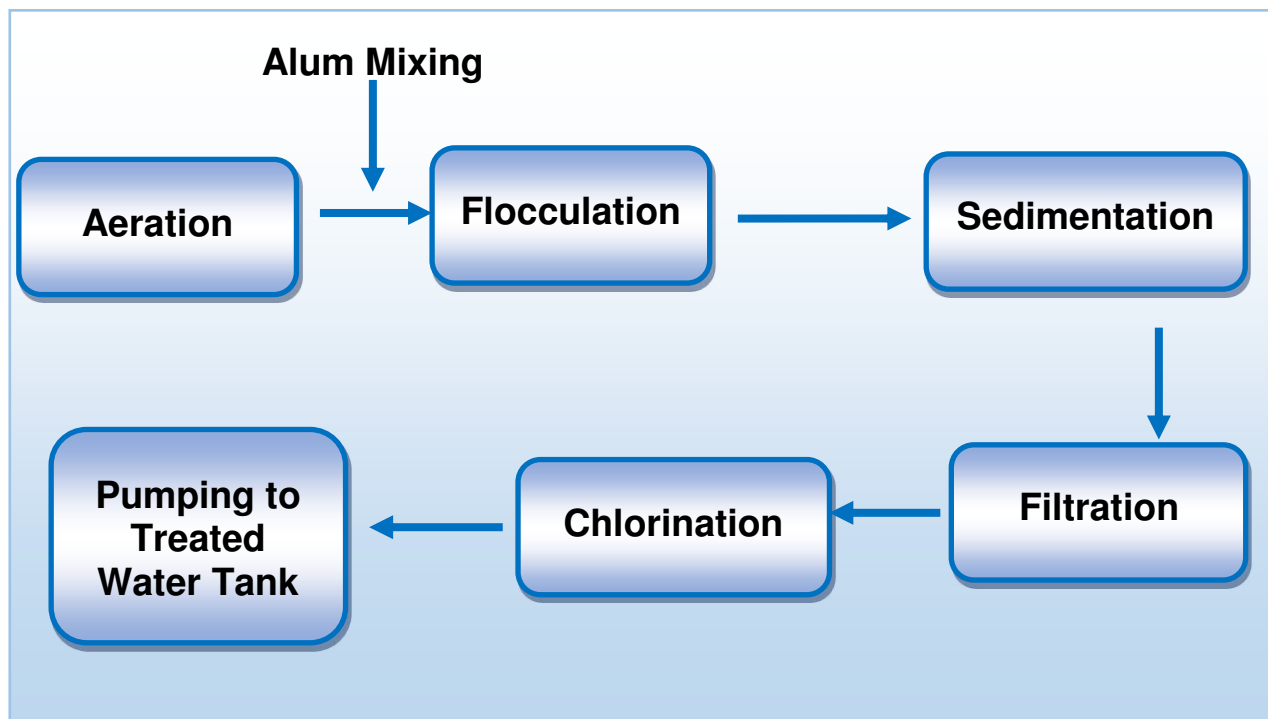 Alum Mixing
Aeration
Flocculation
Sedimentation
Filtration
Chlorination
Pumping to
Treated
Water Tank